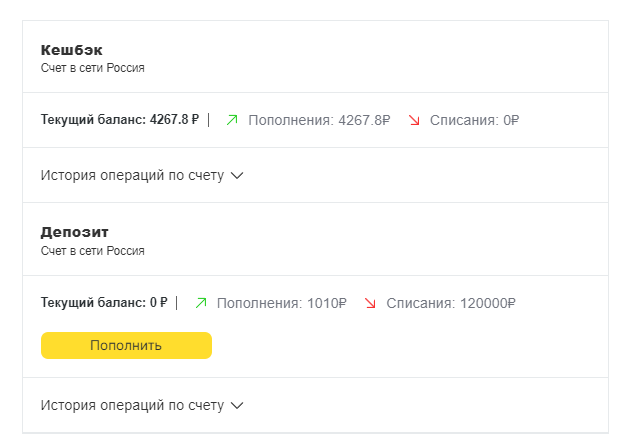 Кешбэк
Счет в сети Россия
Текущий баланс: 4267.8 ₽ | Пополнения: 4267.8₽ Списания: 0₽
История операций по счету
Депозит
Счет в сети Россия
Текущий баланс: 0 ₽ | Пополнения: 1010₽ Списания: 120000₽
Пополнить
История операций по счету